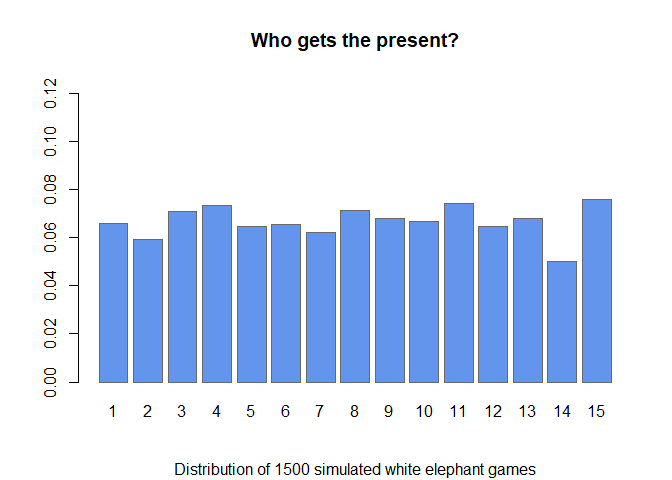 Who gets the present?
0.12
0.10
0.08
0.06
0.04
0.02
0.00
1 2 3 4 5 6 7 8 9 10 11 12 13 14 15
Distribution of 1500 simulated white elephant games